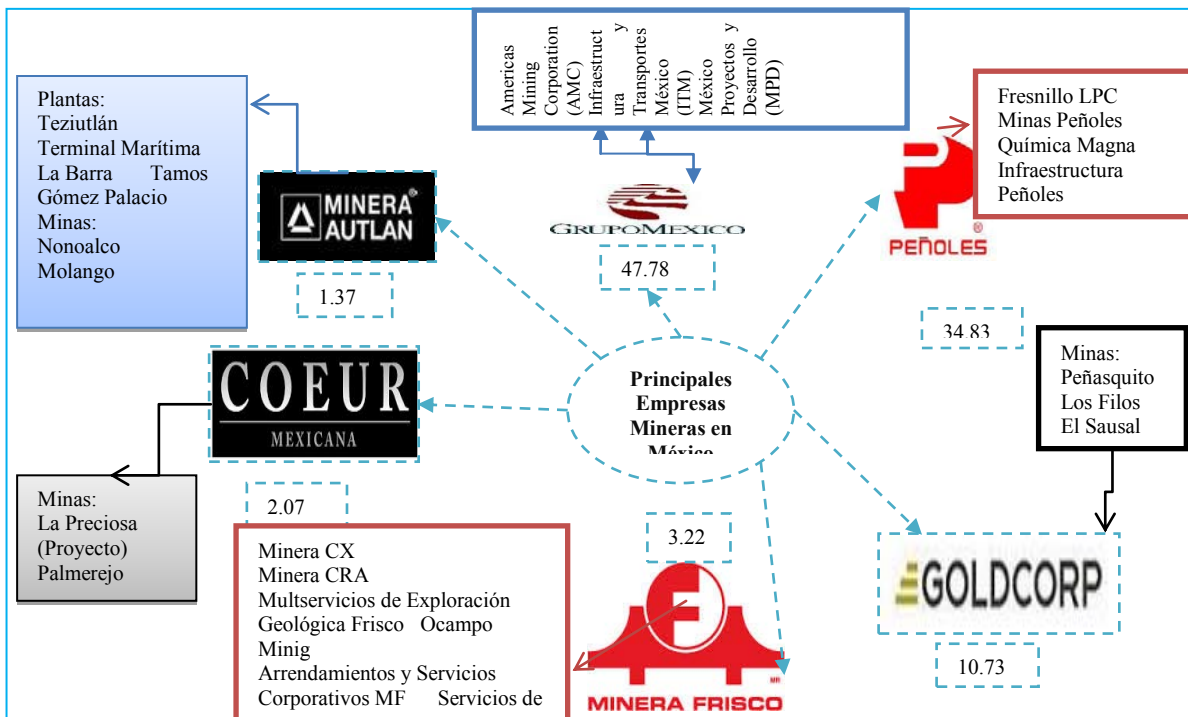 Americas
Mining
Corporation
(AMC)
Infraestruct
ura y
Transportes
México
(ITM)
México
Proyectos y
Desarrollo
(MPD)
Plantas:
Teziutlán
Terminal Marítima
La Barra Tamos
Gómez Palacio
Minas:
Nonoalco
Molango
MINERA®
AUTLAN
1.37
GRUPOMEXICO
47.78
PEÑOLES
®
34.83
Fresnillo LPC
Minas Peñoles
Química Magna
Infraestructura
Peñoles
COEUR
MEXICANA
2.07
Minas:
La Preciosa
(Proyecto)
Palmerejo
Principales
Empresas
Mineras en
México
Minas:
Peñasquito
Los Filos
El Sausal
GOLDCORP
10.73
3.22
F
MINERA FRISCO
Minera CX
Minera CRA
Multservicios de Exploración
Geológica Frisco Ocampo
Minig
Arrendamientos y Servicios
Corporativos MF Servicios de